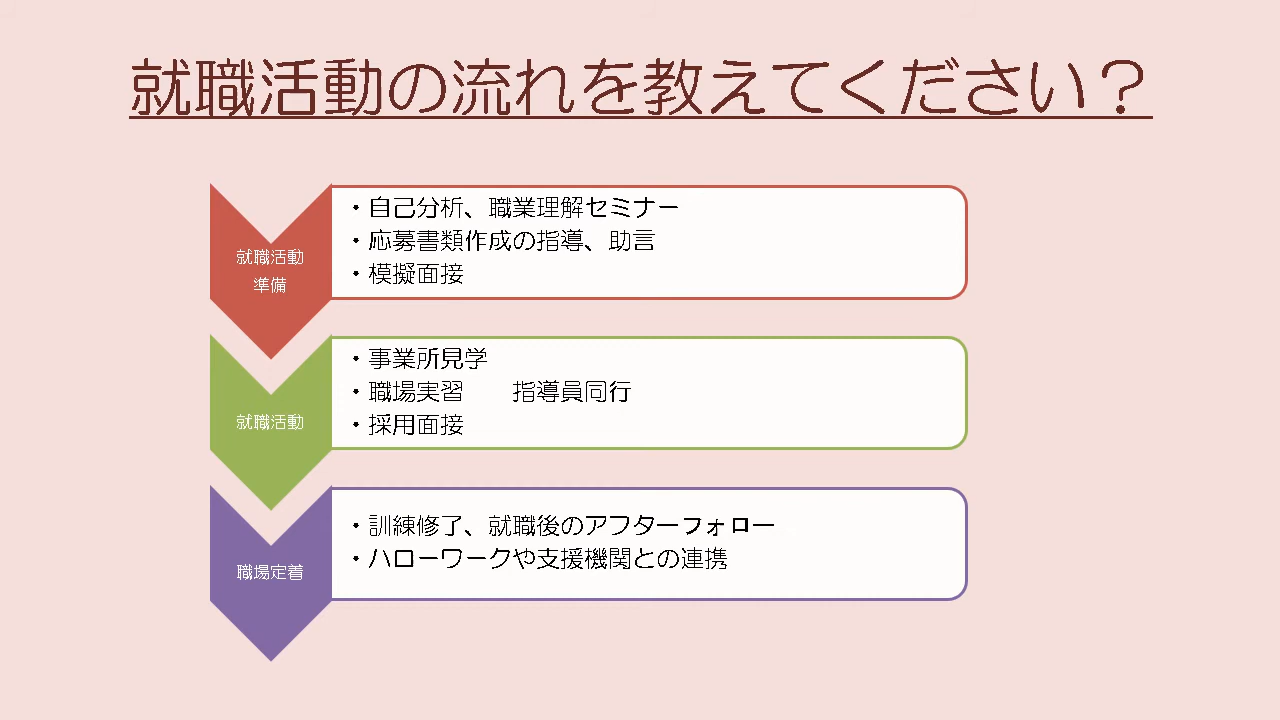 就職活動の流れを教えてください？
就職活動
準備
・自己分析、職業理解セミナー
・応募書類作成の指導、助言
・模擬面接
就職活動
・事業所見学
・職場実習　　指導員同行
・採用面接
職場定着
・訓練修了、就職後のアフターフォロー
・ハローワークや支援機関との連携